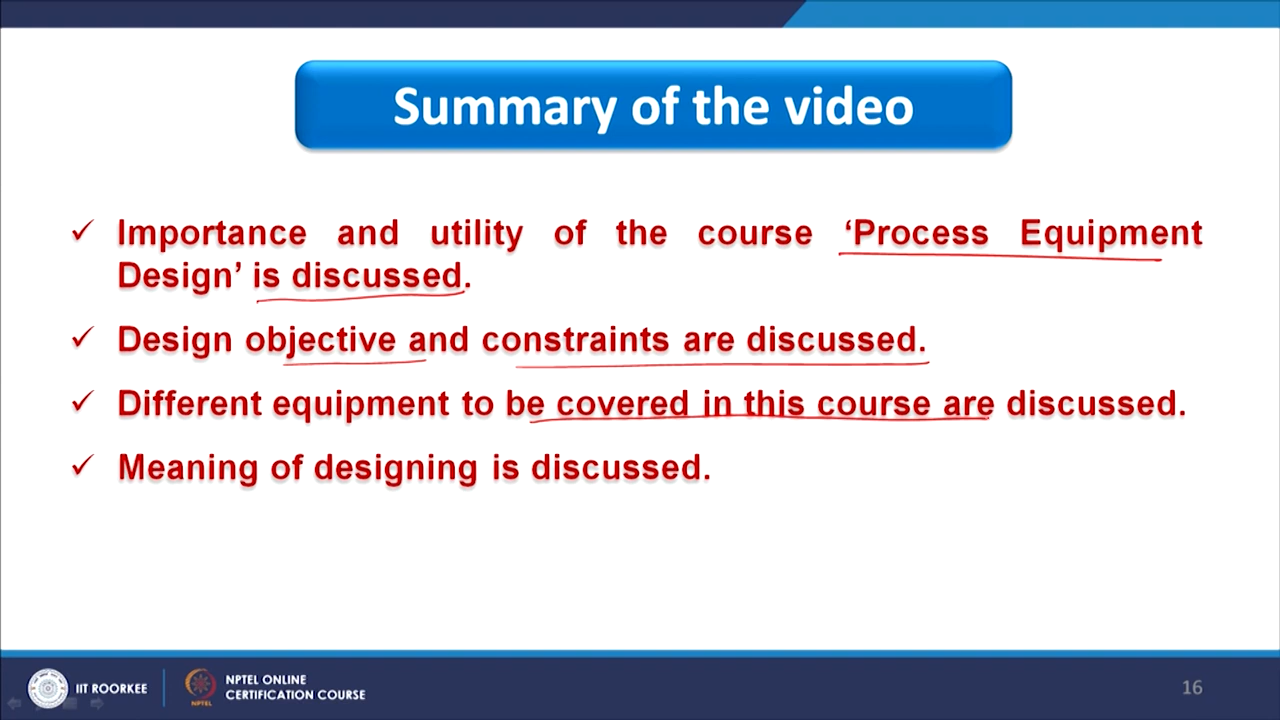 Summary of the video
✓ Importance and utility of the course ‘Process Equipment
Design’ is discussed.
✓ Design objective and constraints are discussed.
✓ Different equipment to be covered in this course are discussed.
✓ Meaning of designing is discussed.
IIT ROORKEE
NPTEL
NPTEL ONLINE
CERTIFICATION COURSE
16